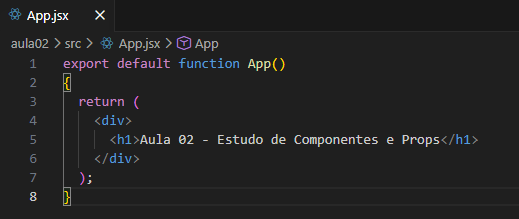 App.jsx
aula02 > src > App.jsx > App
1 export default function App()
2 {
3 return (
4 <div>
5 <h1>Aula 02 - Estudo de Componentes e Props</h1>
6 </div>
7 );
8 }